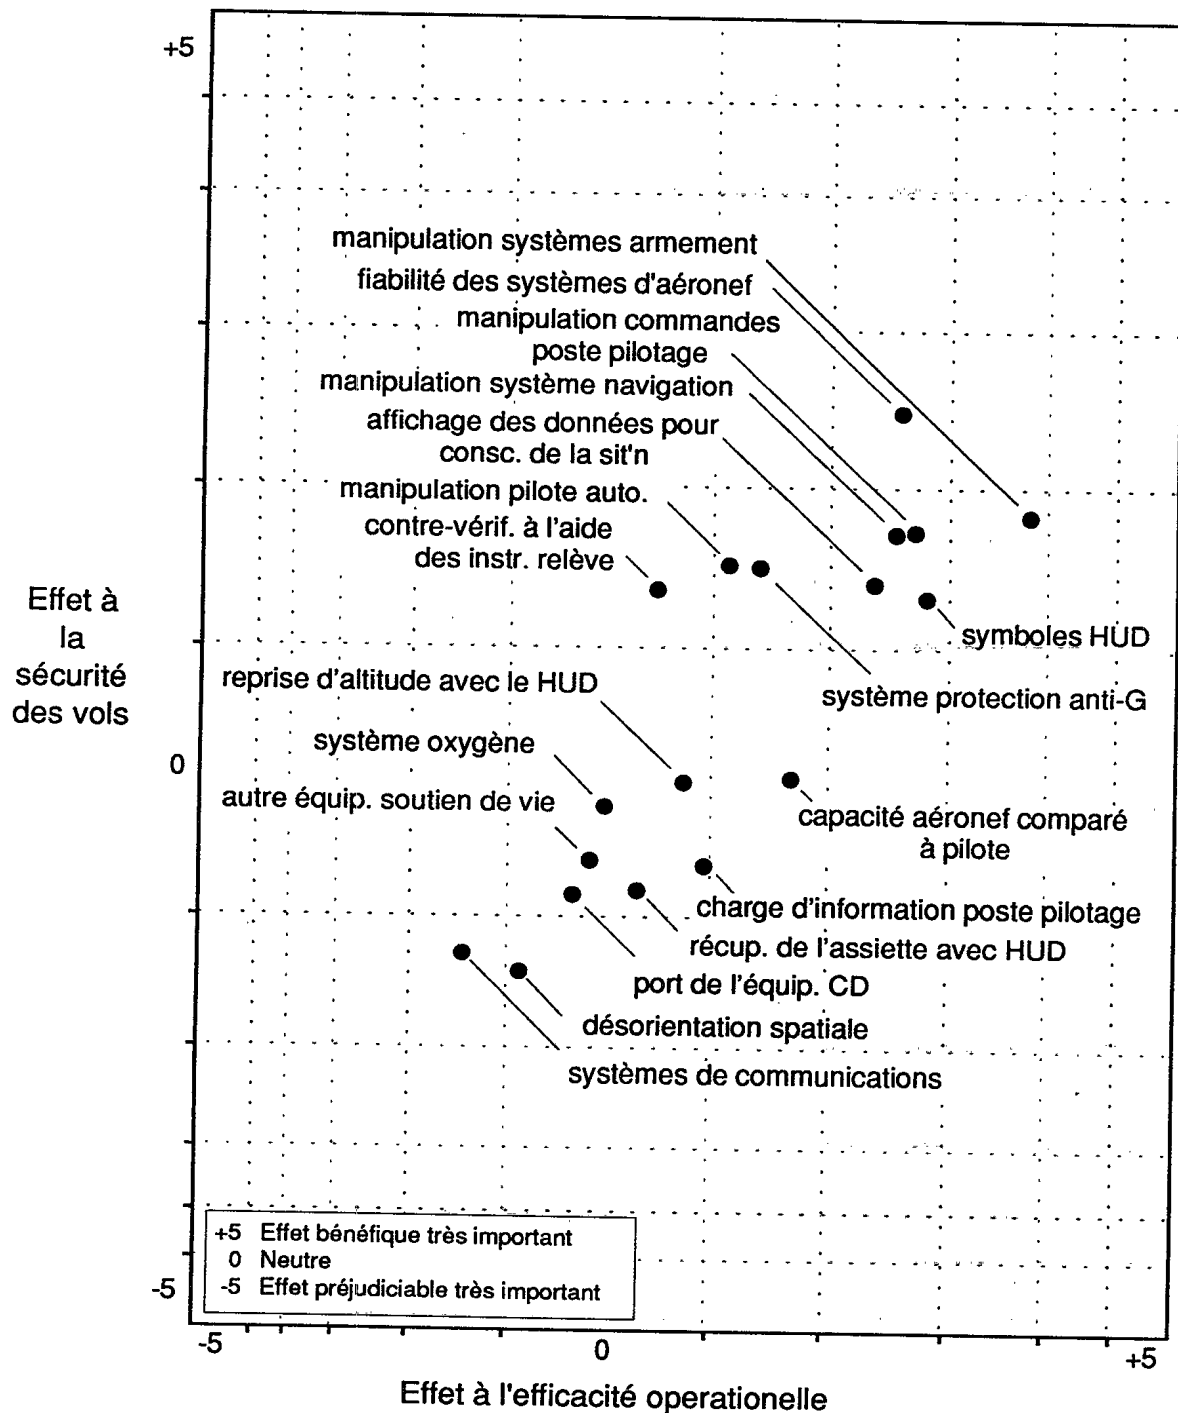 +5
manipulation systèmes armement
fiabilité des systèmes d'aéronef
manipulation commandes
poste pilotage
manipulation système navigation
affichage des données pour
consc. de la sit'n
manipulation pilote auto.
contre-vérif. à l'aide
des instr. relève
Effet à
la
sécurité
des vols
symboles HUD
reprise d'altitude avec le HUD
système protection anti-G
système oxygène
0
autre équip. soutien de vie
capacité aéronef comparé
à pilote
charge d'information poste pilotage
récup. de l'assiette avec HUD
port de l'équip. CD
désorientation spatiale
systèmes de communications
+5 Effet bénéfique très important
0 Neutre
-5 Effet préjudiciable très important
-5
-5 0 +5
Effet à l'efficacité operationelle